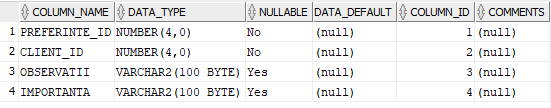 COLUMN_NAME DATA_TYPE NULLABLE DATA_DEFAULT COLUMN_ID COMMENTS
1 PREFERINTE_ID NUMBER(4,0) No (null) 1 (null)
2 CLIENT_ID NUMBER(4,0) No (null) 2 (null)
3 OBSERVATII VARCHAR2(100 BYTE) Yes (null) 3 (null)
4 IMPORTANTA VARCHAR2(100 BYTE) Yes (null) 4 (null)